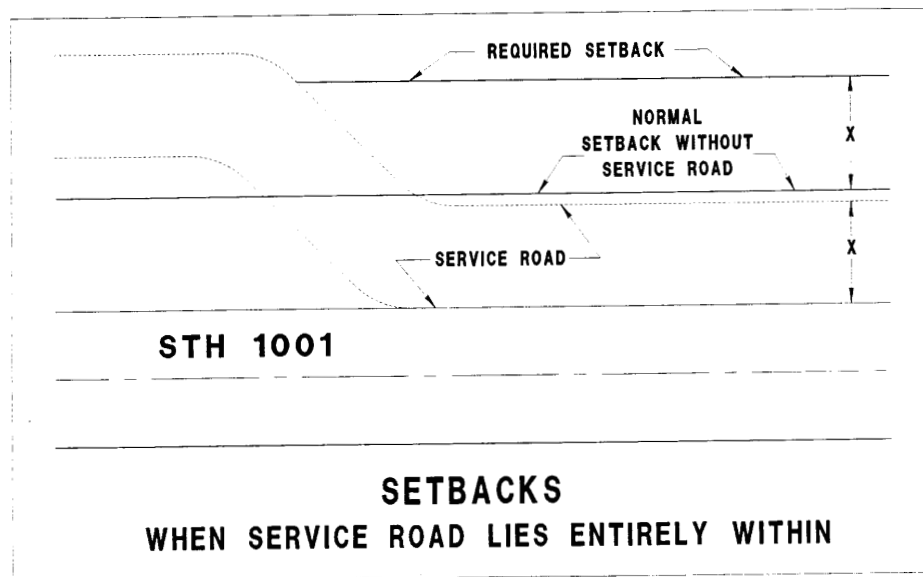 REQUIRED SETBACK
NORMAL
SETBACK WITHOUT
SERVICE ROAD
X
X
SERVICE ROAD
STH 1001
SETBACKS
WHEN SERVICE ROAD LIES ENTIRELY WITHIN